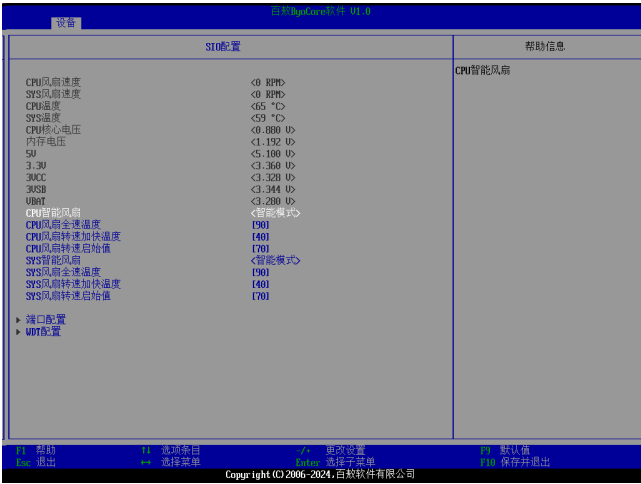 百敖ByoCore软件 V1.0
设备
SIO配置 帮助信息
CPU智能风扇
CPU风扇速度 <0 RPM>
SYS风扇速度 <0 RPM>
CPU温度 <65 °C>
SYS温度 <59 °C>
CPU核心电压 <0.880 V>
内存电压 <1.192 V>
5V <5.100 V>
3.3V <3.360 V>
3VCC <3.328 V>
3VSB <3.344 V>
VBAT <3.280 V>
CPU智能风扇 <智能模式>
CPU风扇全速温度 [90]
CPU风扇转速加快温度 [40]
CPU风扇转速启始值 [70]
SYS智能风扇 <智能模式>
SYS风扇全速温度 [90]
SYS风扇转速加快温度 [40]
SYS风扇转速启始值 [70]
▶ 端口配置
▶ WDT配置
F1 帮助 ↑↓ 选项条目 -/+ 更改设置 F9 默认值
Esc 退出 ↔ 选择菜单 Enter 选择子菜单 F10 保存并退出
Copyright(C)2006-2024,百敖软件有限公司